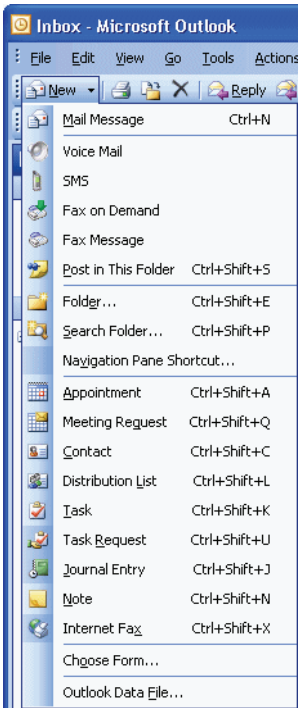 Inbox - Microsoft Outlook
File Edit View Go Tools Actions
New Reply
Mail Message Ctrl+N
Voice Mail
SMS
Fax on Demand
Fax Message
Post in This Folder Ctrl+Shift+S
Folder... Ctrl+Shift+E
Search Folder... Ctrl+Shift+P
Navigation Pane Shortcut...
Appointment Ctrl+Shift+A
Meeting Request Ctrl+Shift+Q
Contact Ctrl+Shift+C
Distribution List Ctrl+Shift+L
Task Ctrl+Shift+K
Task Request Ctrl+Shift+U
Journal Entry Ctrl+Shift+J
Note Ctrl+Shift+N
Internet Fax Ctrl+Shift+X
Choose Form...
Outlook Data File...